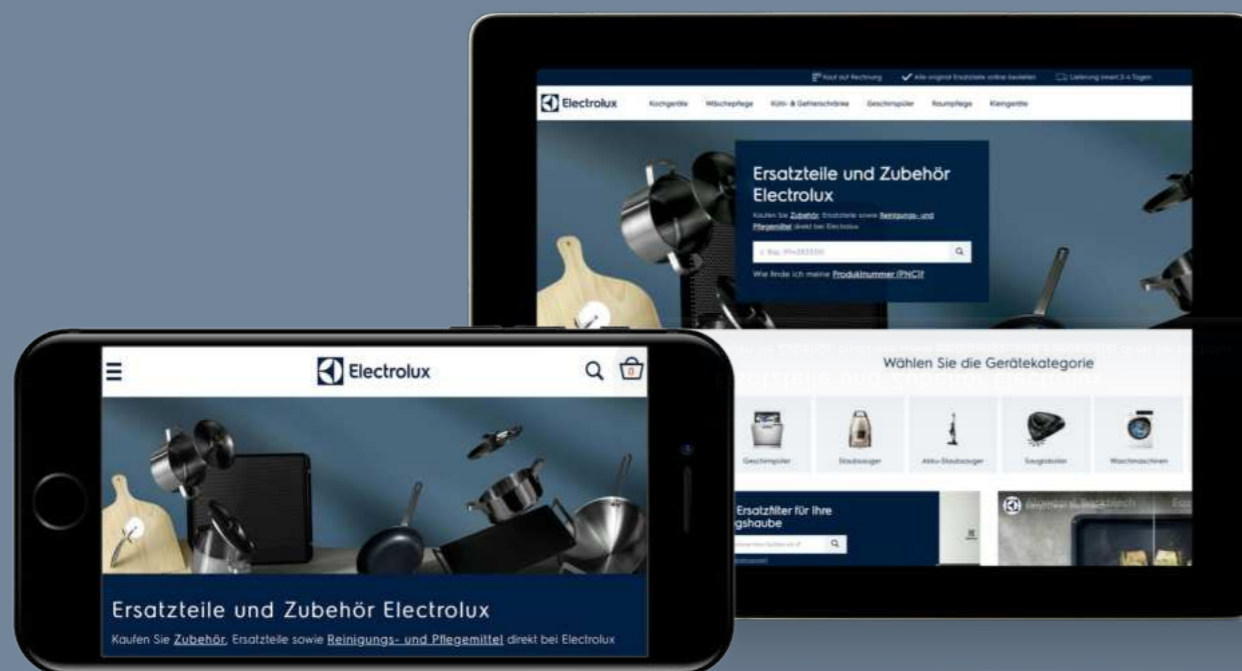 Kauf auf Rechnung
Alle original Ersatzteile online bestellen
Lieferung innert 2-4 Tagen
Electrolux
Kochgeräte Wäschepflege Kühl- & Gefrierschränke Geschirrspüler Raumpflege Kleingeräte
Ersatzteile und Zubehör
Electrolux
Kaufen Sie Zubehör, Ersatzteile sowie Reinigungs- und
Pflegemittel direkt bei Electrolux
Wie finde ich meine Produktnummer (PNC)?
Wählen Sie die Gerätekategorie
Geschirrspüler Staubsauger Akku-Staubsauger Saugroboter Waschmaschinen
Ersatzfilter für Ihre
gshaube
Electrolux
0
Ersatzteile und Zubehör Electrolux
Kaufen Sie Zubehör, Ersatzteile sowie Reinigungs- und Pflegemittel direkt bei Electrolux